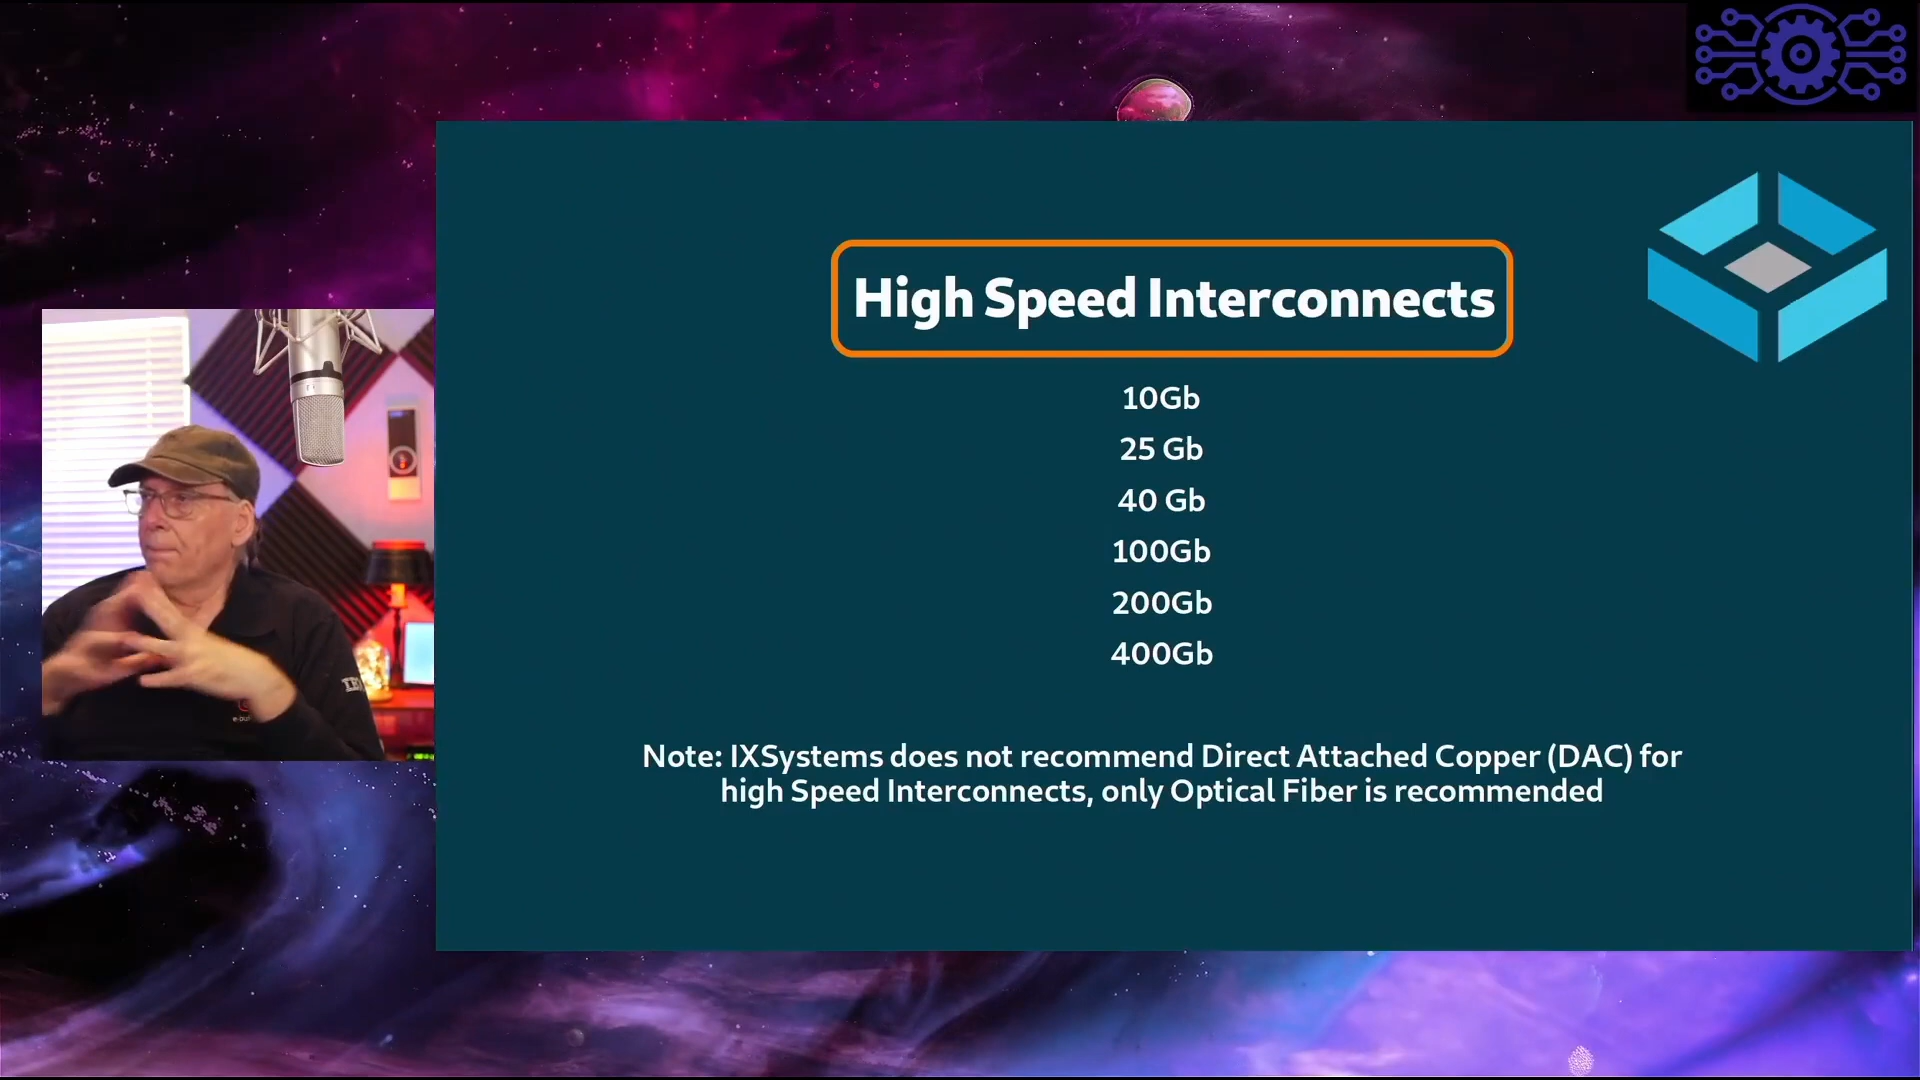 High Speed Interconnects
10Gb
25 Gb
40 Gb
100Gb
200Gb
400Gb
Note: IXSystems does not recommend Direct Attached Copper (DAC) for
high Speed Interconnects, only Optical Fiber is recommended